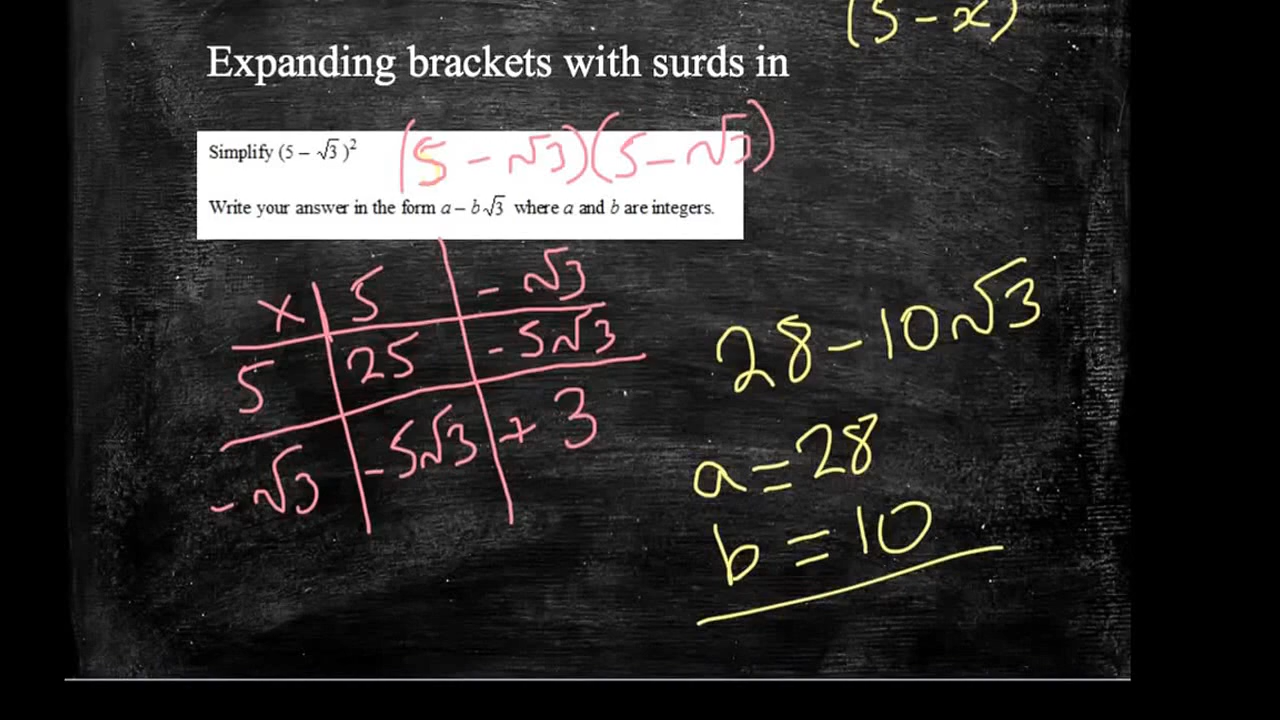 (5 - x)
Expanding brackets with surds in
Simplify (5 – √3 )²
(5 - √3)(5 - √3)
Write your answer in the form a – b√3 where a and b are integers.
x 5 - √3
5 25 - 5√3
- √3 - 5√3 + 3
28 - 10√3
a = 28
b = 10